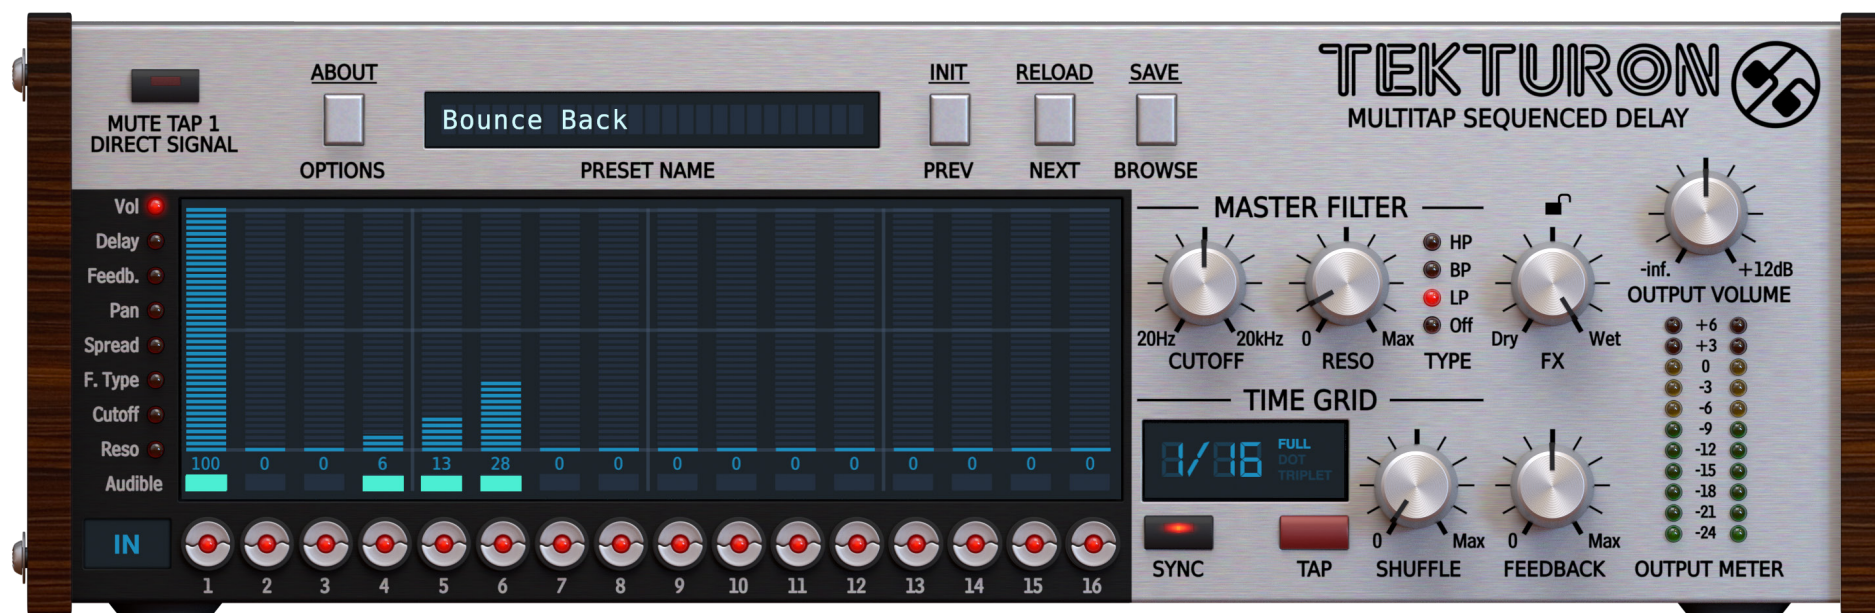 TEKTURON
MULTITAP SEQUENCED DELAY
MUTE TAP 1
DIRECT SIGNAL
ABOUT
OPTIONS
Bounce Back
PRESET NAME
INIT
PREV
RELOAD
NEXT
SAVE
BROWSE
Vol
Delay
Feedb.
Pan
Spread
F. Type
Cutoff
Reso
Audible
100 0 0 6 13 28 0 0 0 0 0 0 0 0 0 0
IN
1 2 3 4 5 6 7 8 9 10 11 12 13 14 15 16
MASTER FILTER
20Hz 20kHz
CUTOFF
0 Max
RESO
HP
BP
LP
Off
TYPE
Dry Wet
FX
-inf. +12dB
OUTPUT VOLUME
TIME GRID
1/16
FULL
DOT
TRIPLET
SYNC
TAP
0 Max
SHUFFLE
0 Max
FEEDBACK
+6
+3
0
-3
-6
-9
-12
-15
-18
-21
-24
OUTPUT METER